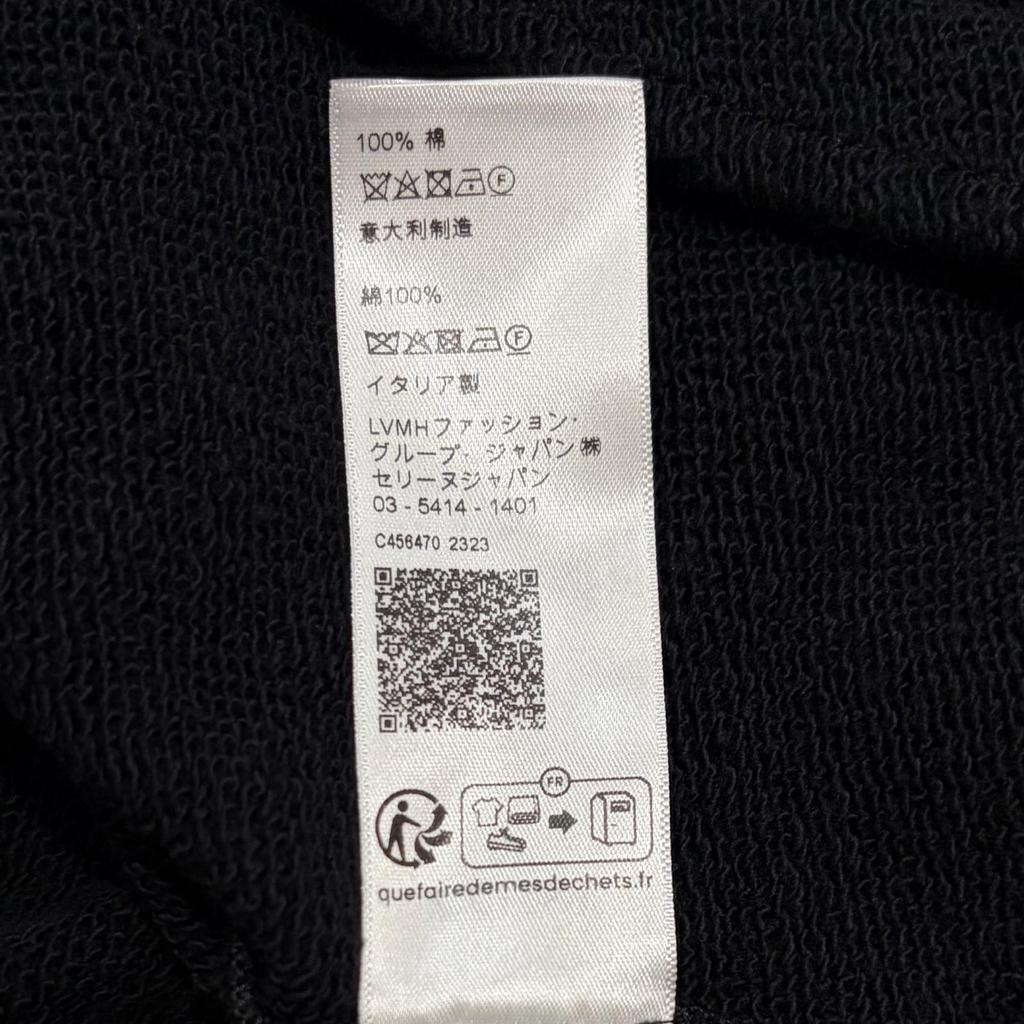 100% 棉
F
意大利制造
綿100%
F
イタリア製
LVMHファッション・
グループ・ジャパン㈱
セリーヌジャパン
03 - 5414 - 1401
C456470 2323
FR
quefairedemesdechets.fr